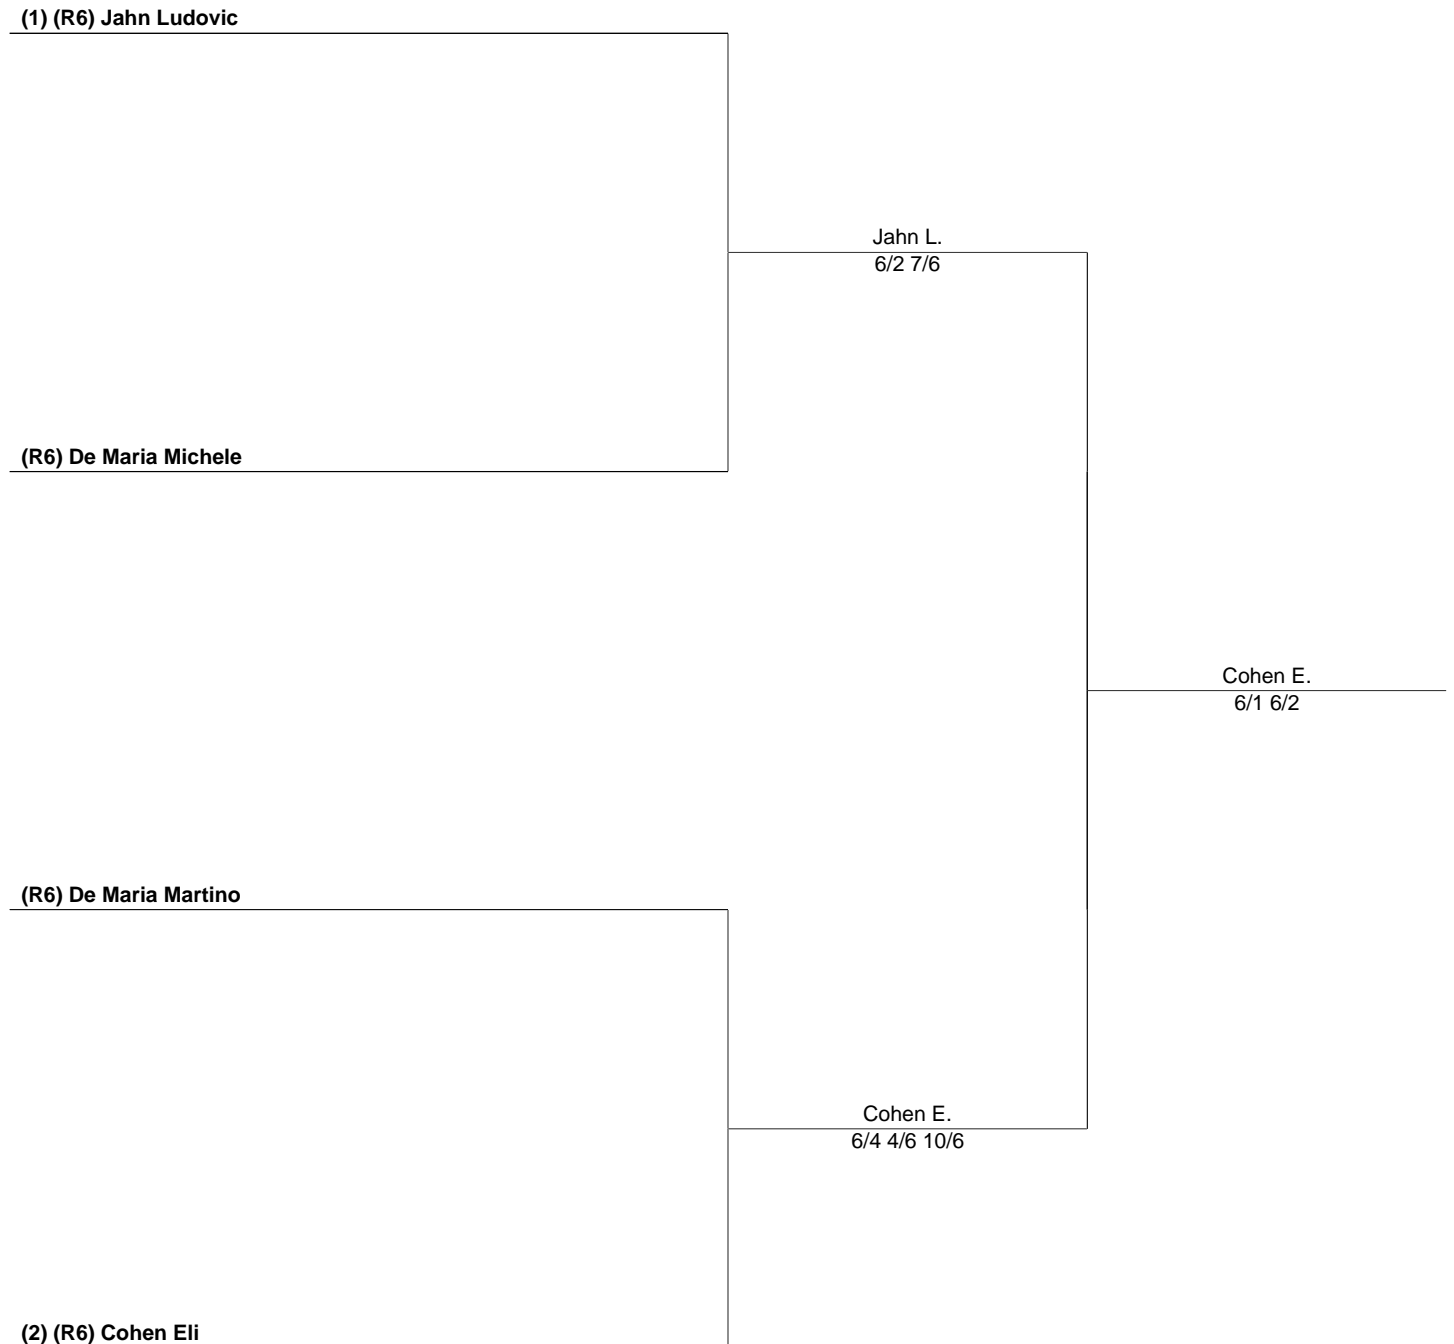 (1) (R6) Jahn Ludovic
Jahn L.
6/2 7/6
(R6) De Maria Michele
Cohen E.
6/1 6/2
(R6) De Maria Martino
Cohen E.
6/4 4/6 10/6
(2) (R6) Cohen Eli